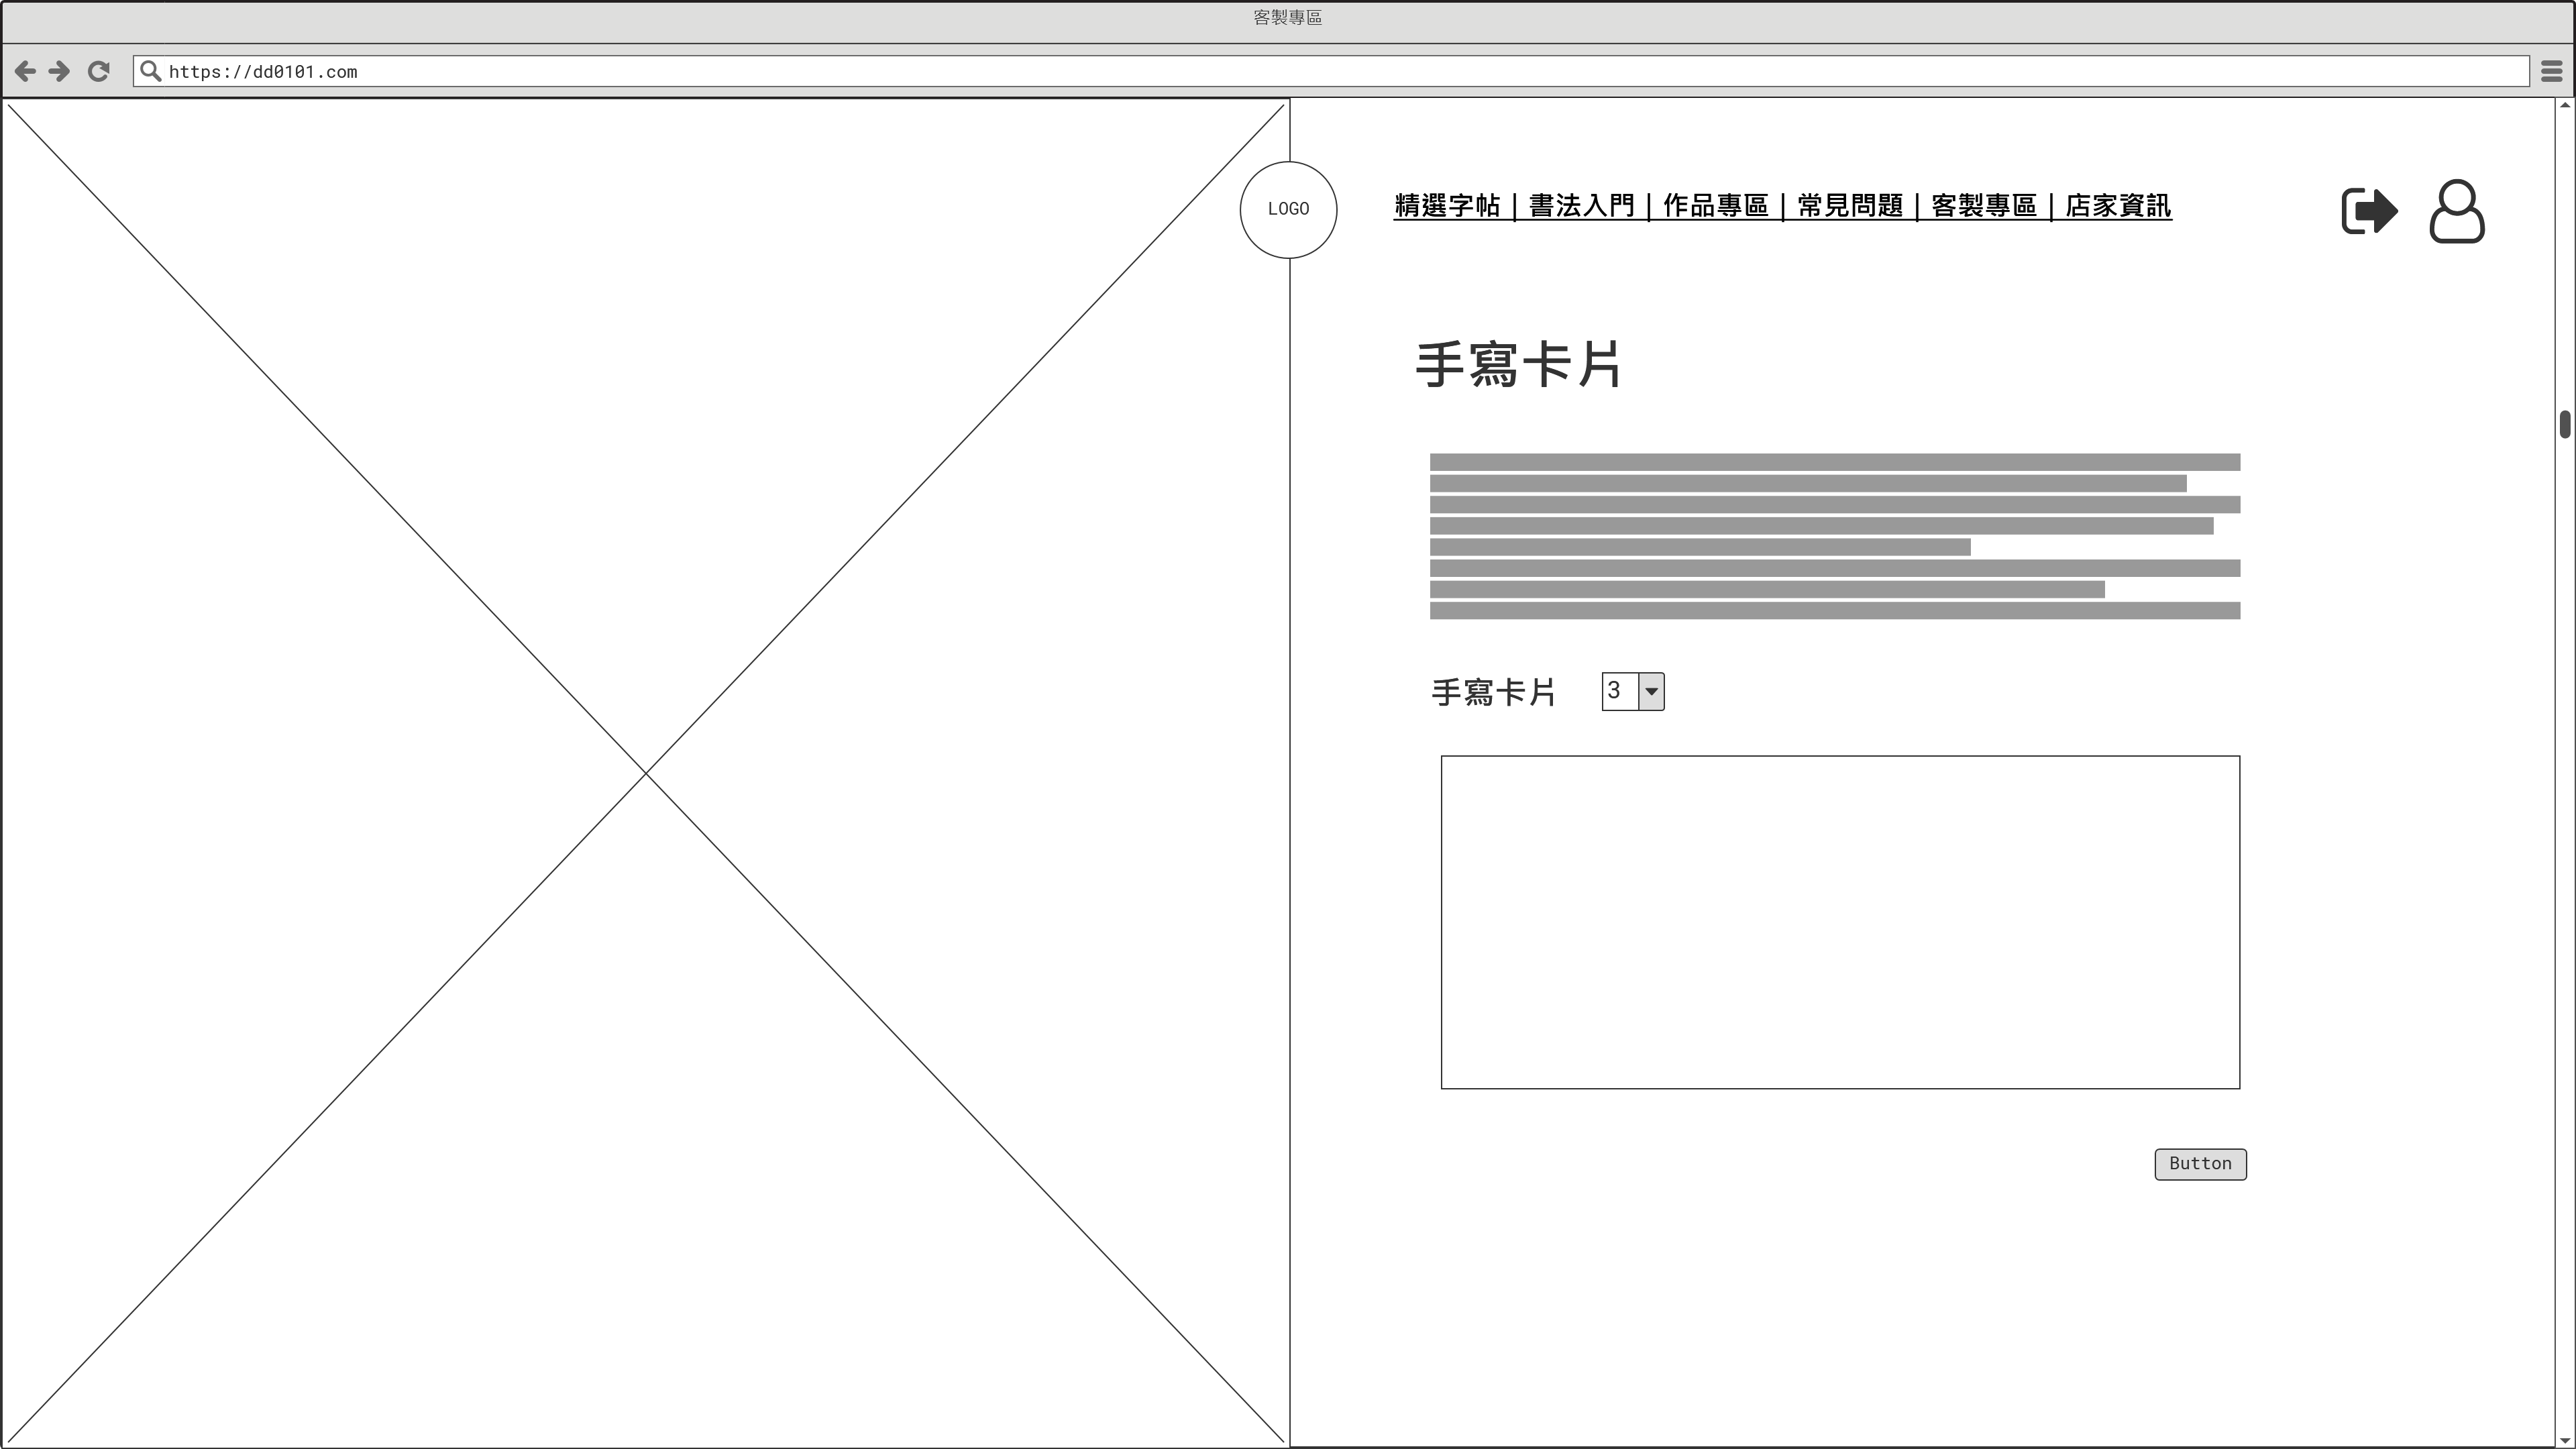 客製專區
https://dd0101.com
LOGO
精選字帖 | 書法入門 | 作品專區 | 常見問題 | 客製專區 | 店家資訊
手寫卡片
手寫卡片 3
Button